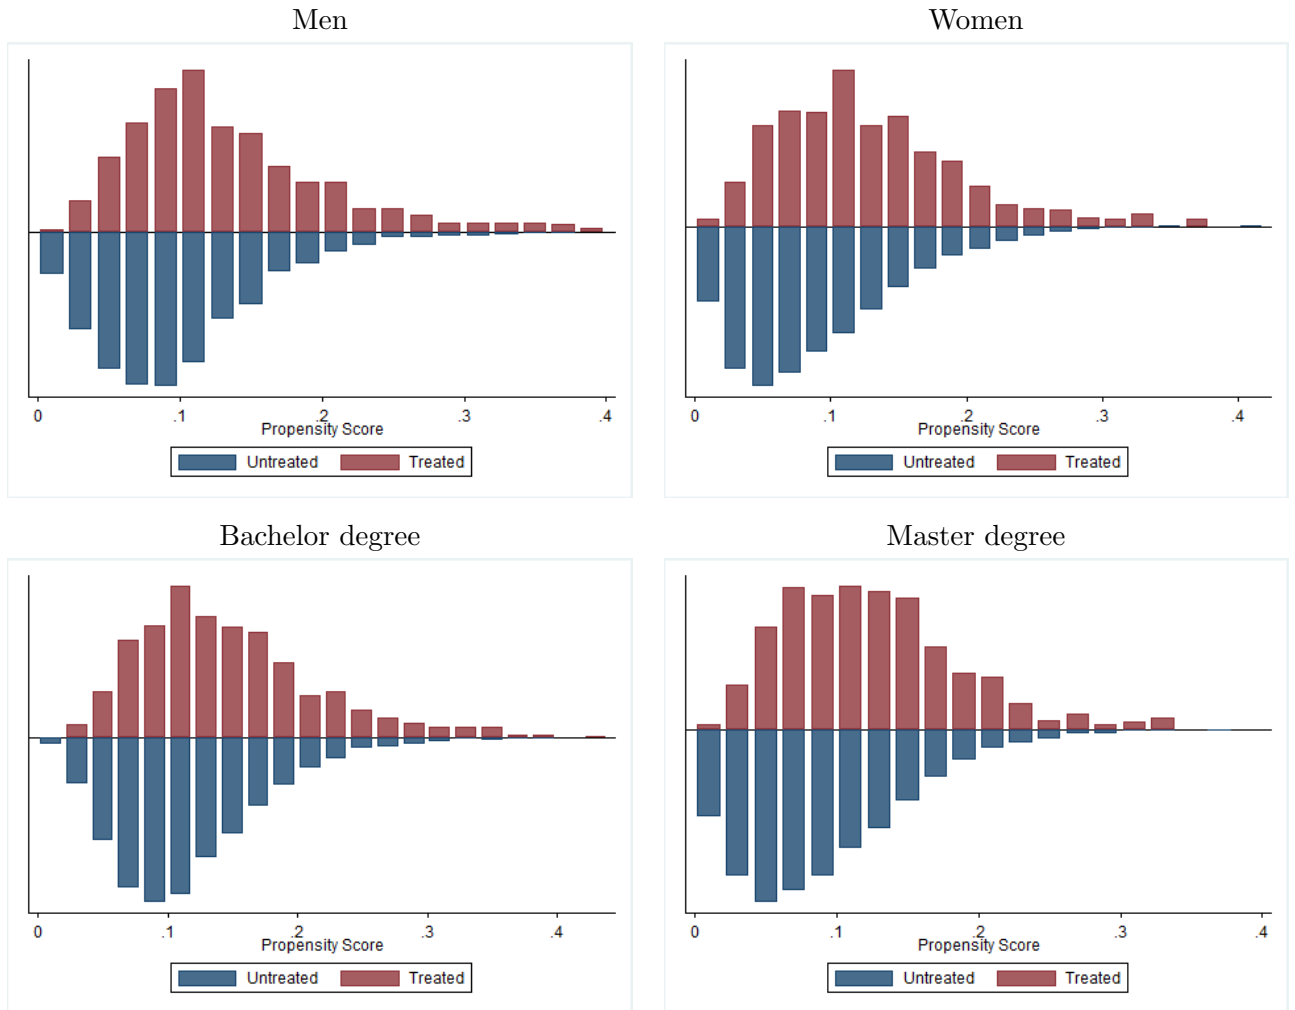 Men
0 .1 .2 .3 .4
Propensity Score
Untreated Treated
Women
0 .1 .2 .3 .4
Propensity Score
Untreated Treated
Bachelor degree
0 .1 .2 .3 .4
Propensity Score
Untreated Treated
Master degree
0 .1 .2 .3 .4
Propensity Score
Untreated Treated